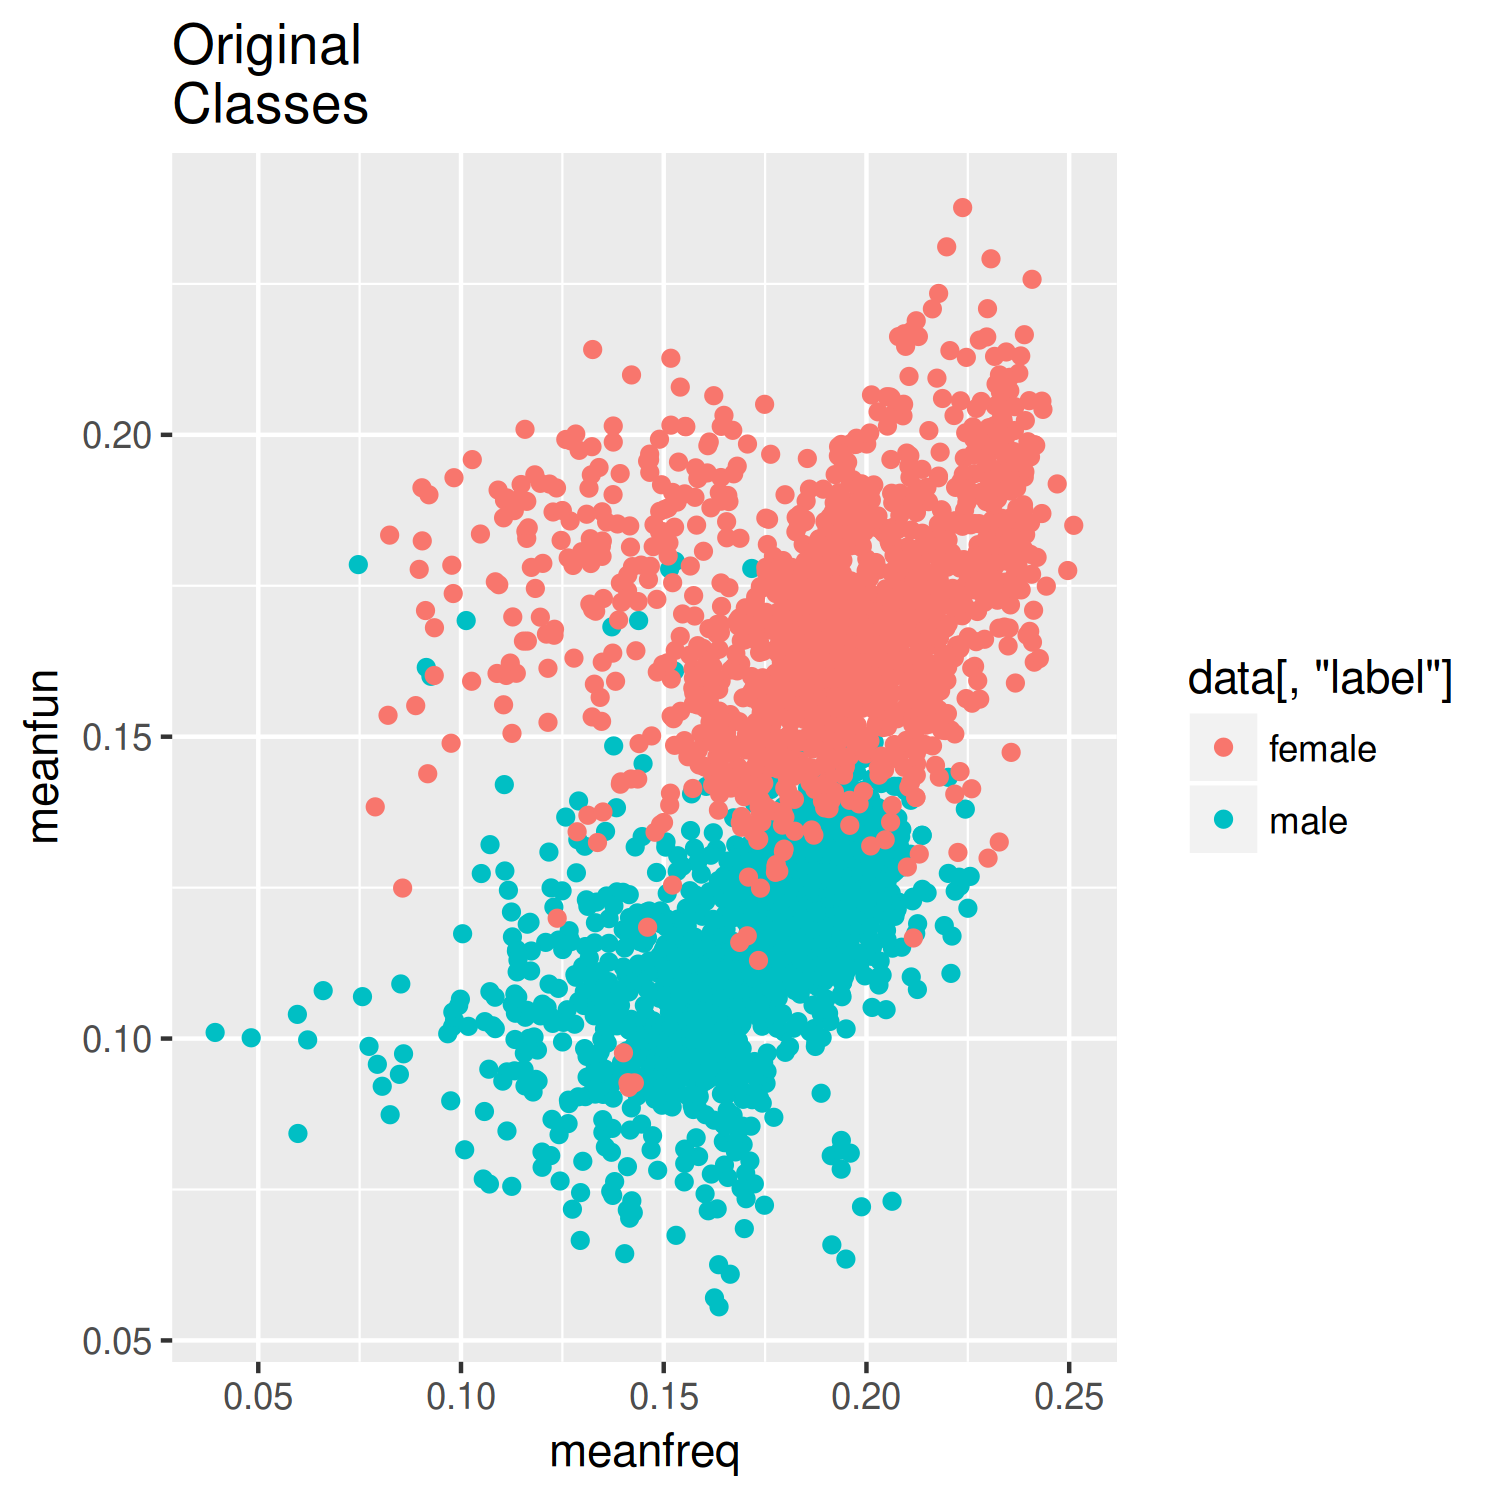 Original
Classes
meanfun
0.20
0.15
0.10
0.05
0.05 0.10 0.15 0.20 0.25
meanfreq
data[, "label"]
female
male